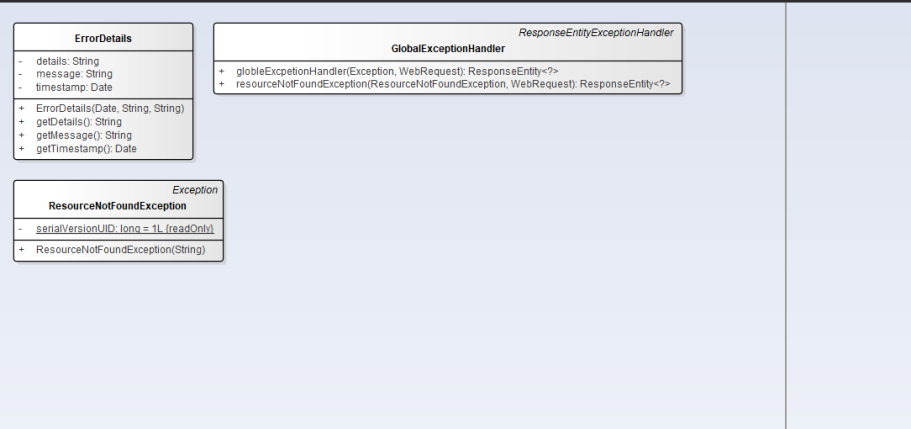 ErrorDetails
- details: String
- message: String
- timestamp: Date
+ ErrorDetails(Date, String, String)
+ getDetails(): String
+ getMessage(): String
+ getTimestamp(): Date
ResponseEntityExceptionHandler
GlobalExceptionHandler
+ globleExcpetionHandler(Exception, WebRequest): ResponseEntity<?>
+ resourceNotFoundException(ResourceNotFoundException, WebRequest): ResponseEntity<?>
Exception
ResourceNotFoundException
- serialVersionUID: long = 1L {readOnly}
+ ResourceNotFoundException(String)